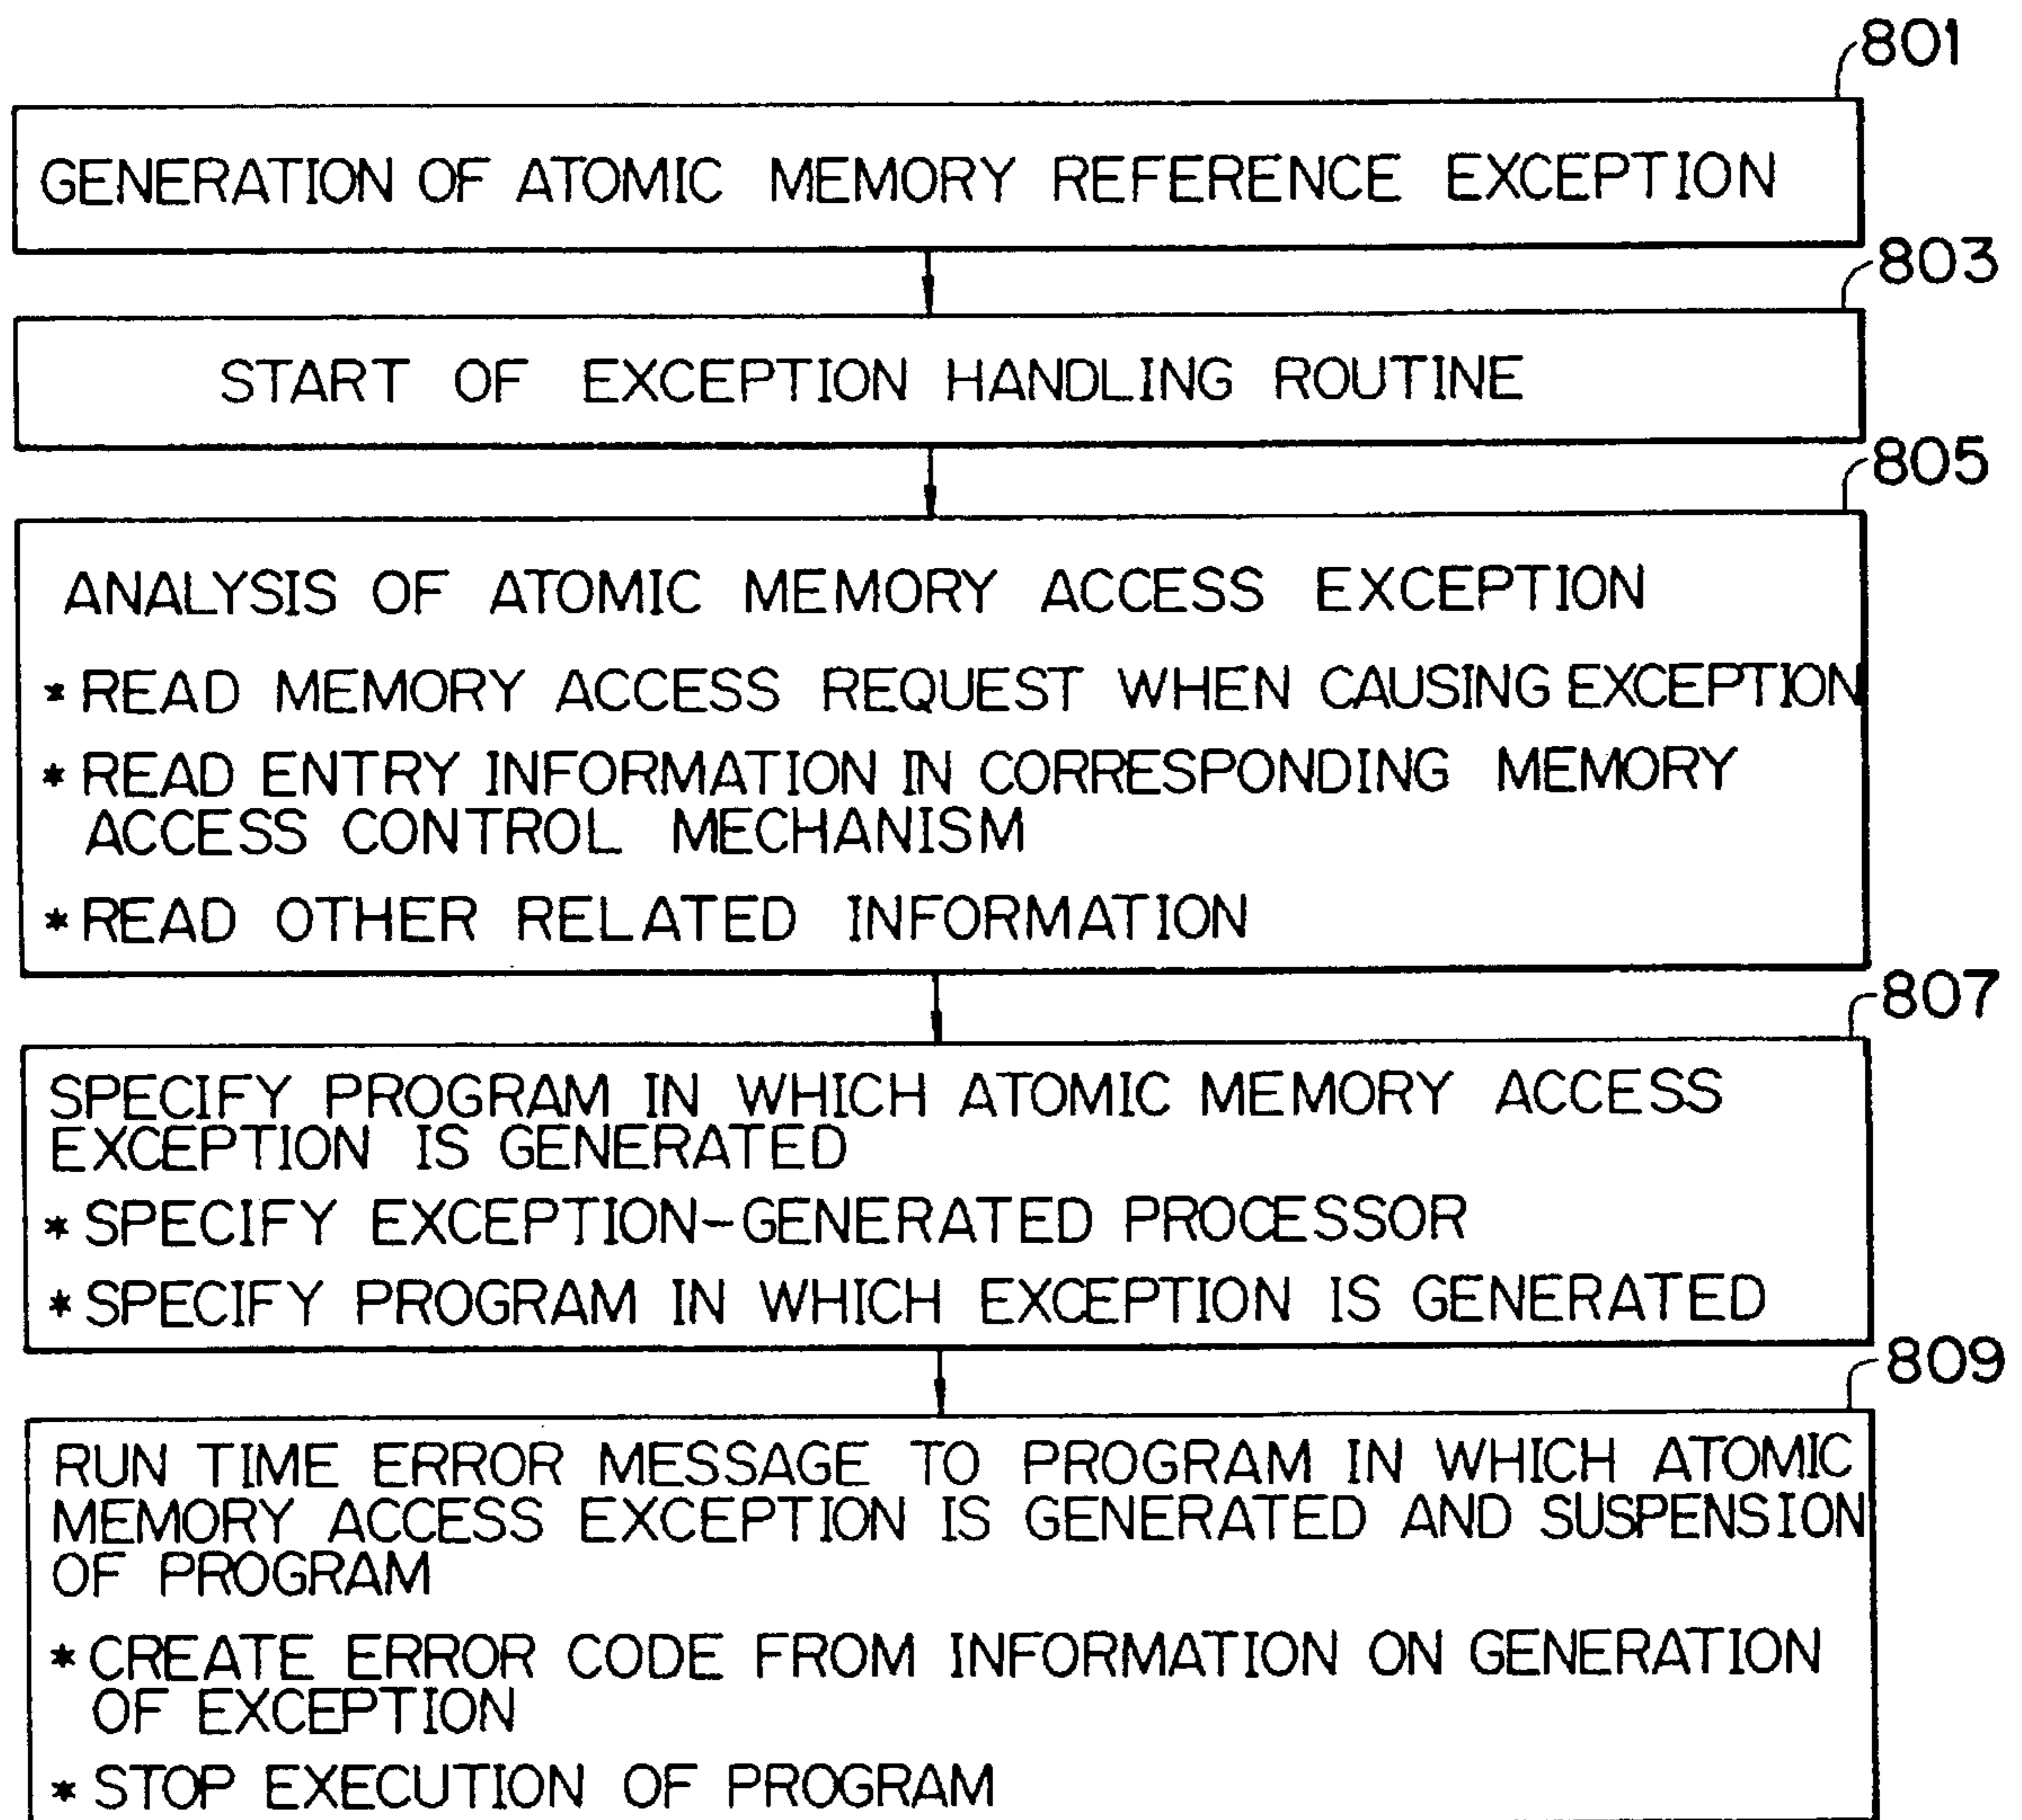 801
GENERATION OF ATOMIC MEMORY REFERENCE EXCEPTION
803
START OF EXCEPTION HANDLING ROUTINE
805
ANALYSIS OF ATOMIC MEMORY ACCESS EXCEPTION
* READ MEMORY ACCESS REQUEST WHEN CAUSING EXCEPTION
* READ ENTRY INFORMATION IN CORRESPONDING MEMORY
ACCESS CONTROL MECHANISM
* READ OTHER RELATED INFORMATION
807
SPECIFY PROGRAM IN WHICH ATOMIC MEMORY ACCESS
EXCEPTION IS GENERATED
* SPECIFY EXCEPTION-GENERATED PROCESSOR
* SPECIFY PROGRAM IN WHICH EXCEPTION IS GENERATED
809
RUN TIME ERROR MESSAGE TO PROGRAM IN WHICH ATOMIC
MEMORY ACCESS EXCEPTION IS GENERATED AND SUSPENSION
OF PROGRAM
* CREATE ERROR CODE FROM INFORMATION ON GENERATION
OF EXCEPTION
* STOP EXECUTION OF PROGRAM